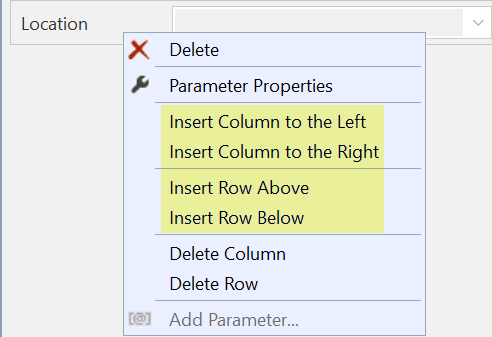 Location
Delete
Parameter Properties
Insert Column to the Left
Insert Column to the Right
Insert Row Above
Insert Row Below
Delete Column
Delete Row
[@] Add Parameter...